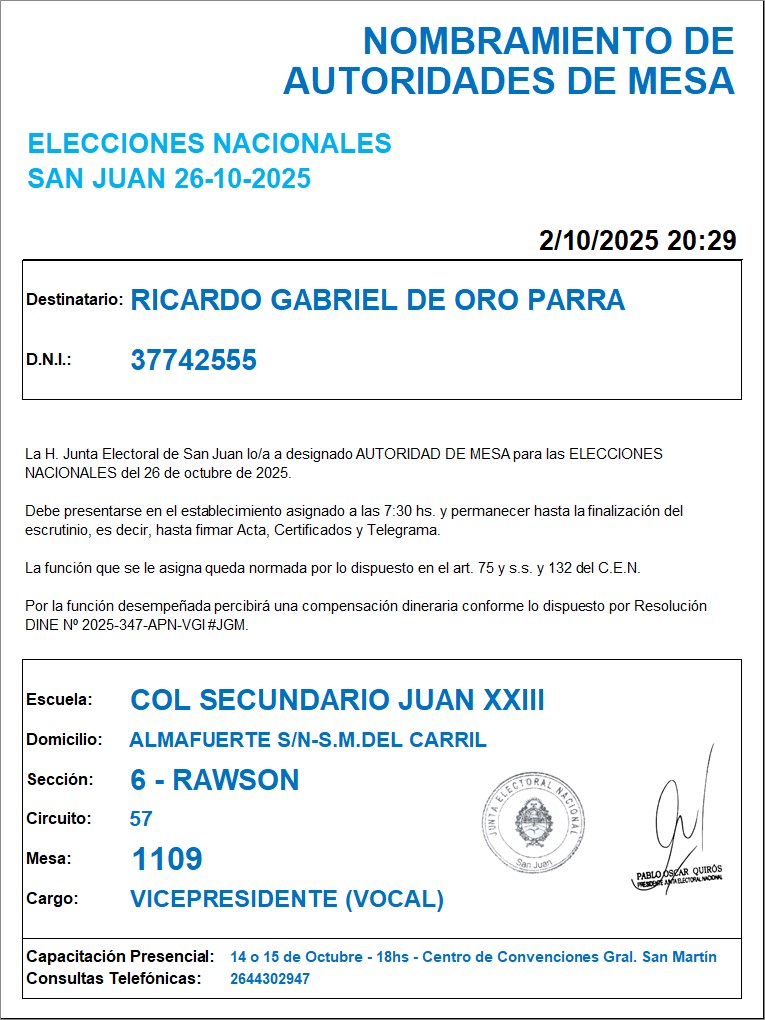 NOMBRAMIENTO DE
AUTORIDADES DE MESA
ELECCIONES NACIONALES
SAN JUAN 26-10-2025
2/10/2025 20:29
Destinatario: RICARDO GABRIEL DE ORO PARRA
D.N.I.: 37742555
La H. Junta Electoral de San Juan lo/a a designado AUTORIDAD DE MESA para las ELECCIONES
NACIONALES del 26 de octubre de 2025.
Debe presentarse en el establecimiento asignado a las 7:30 hs. y permanecer hasta la finalización del
escrutinio, es decir, hasta firmar Acta, Certificados y Telegrama.
La función que se le asigna queda normada por lo dispuesto en el art. 75 y s.s. y 132 del C.E.N.
Por la función desempeñada percibirá una compensación dineraria conforme lo dispuesto por Resolución
DINE Nº 2025-347-APN-VGI#JGM.
Escuela: COL SECUNDARIO JUAN XXIII
Domicilio: ALMAFUERTE S/N-S.M.DEL CARRIL
Sección: 6 - RAWSON
Circuito: 57
Mesa: 1109
Cargo: VICEPRESIDENTE (VOCAL)
JUNTA ELECTORAL NACIONAL
San Juan
PABLO OSCAR QUIRÓS
PRESIDENTE JUNTA ELECTORAL NACIONAL
Capacitación Presencial: 14 o 15 de Octubre - 18hs - Centro de Convenciones Gral. San Martín
Consultas Telefónicas: 2644302947